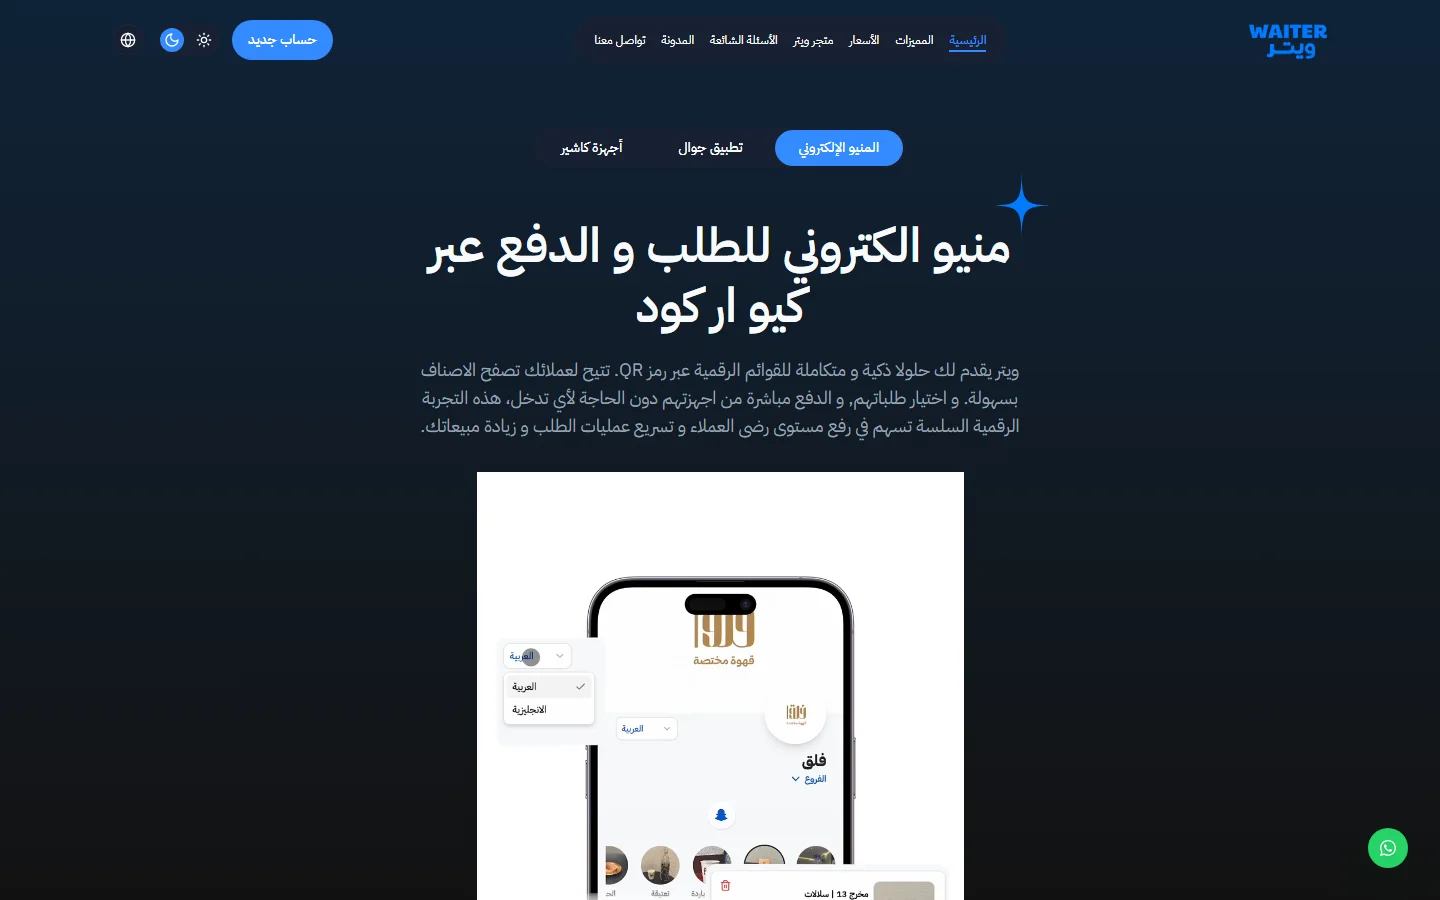 WAITER
ويتر
الرئيسية
المميزات
الأسعار
متجر ويتر
الأسئلة الشائعة
المدونة
تواصل معنا
حساب جديد
المنيو الإلكتروني
تطبيق جوال
أجهزة كاشير
منيو الكتروني للطلب و الدفع عبر
كيو ار كود
ويتر يقدم لك حلولا ذكية و متكاملة للقوائم الرقمية عبر رمز QR. تتيح لعملائك تصفح الاصناف
بسهولة. و اختيار طلباتهم, و الدفع مباشرة من اجهزتهم دون الحاجة لأي تدخل، هذه التجربة
الرقمية السلسة تسهم في رفع مستوى رضى العملاء و تسريع عمليات الطلب و زيادة مبيعاتك.
قهوة مختصة
العربية
العربية
الانجليزية
العربية
فلق
الفروع
باردة
تعتيقة
الحـ
مخرج 13 | سلالات